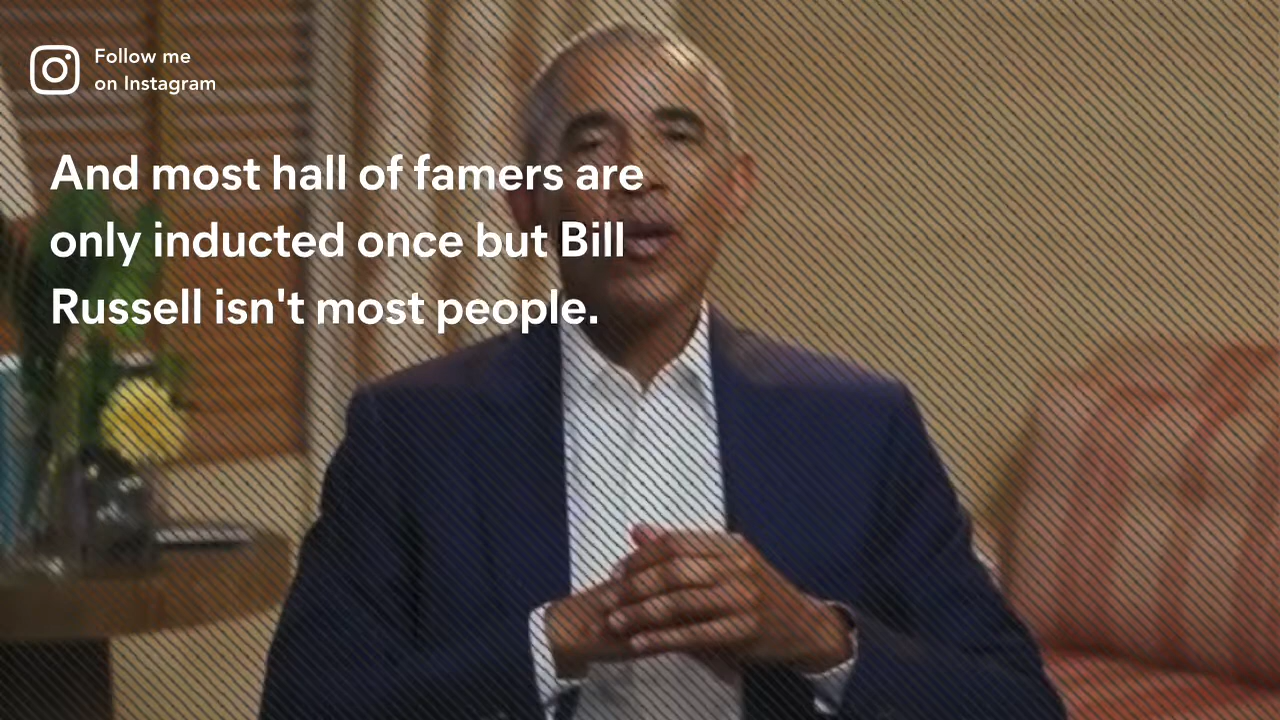 Follow me
on Instagram
And most hall of famers are
only inducted once but Bill
Russell isn't most people.